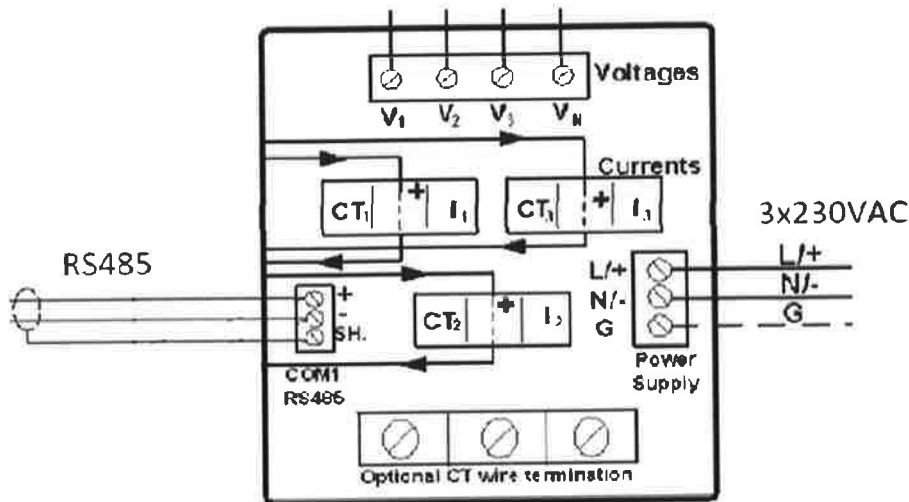 Voltages
V1 V2 V3 VN
Currents
CT1 + I1
CT3 + I3
3x230VAC
RS485
L/+ L/+
N/- N/-
G G
+
-
SH.
CT2 + I2
COM1
RS485
Power
Supply
Optional CT wire termination